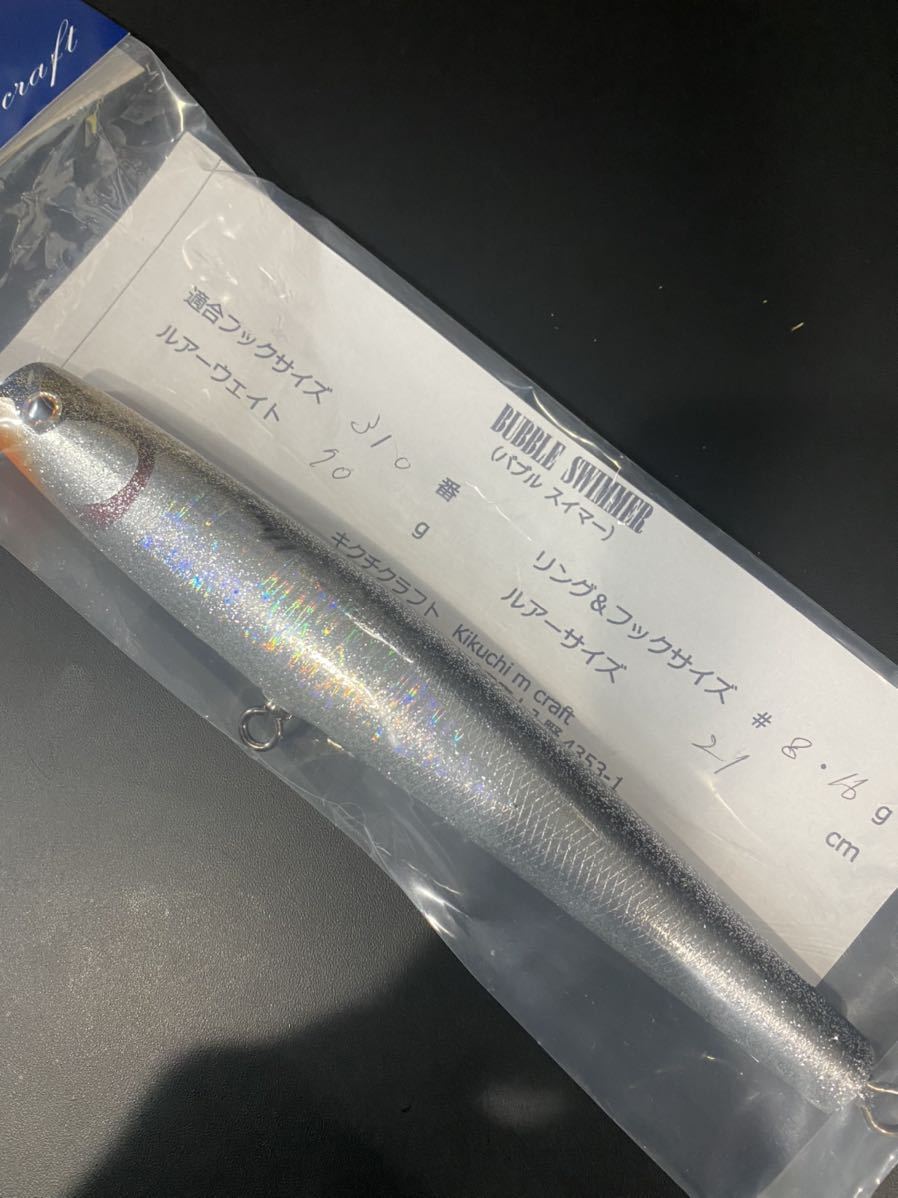 craft
BUBBLE SWIMMER
(バブル スイマー)
適合フックサイズ 3/0 番 リング&フックサイズ # 8・18 g
ルアーウエイト 90 g ルアーサイズ 21 cm
キクチクラフト Kikuchi m craft
4353-1